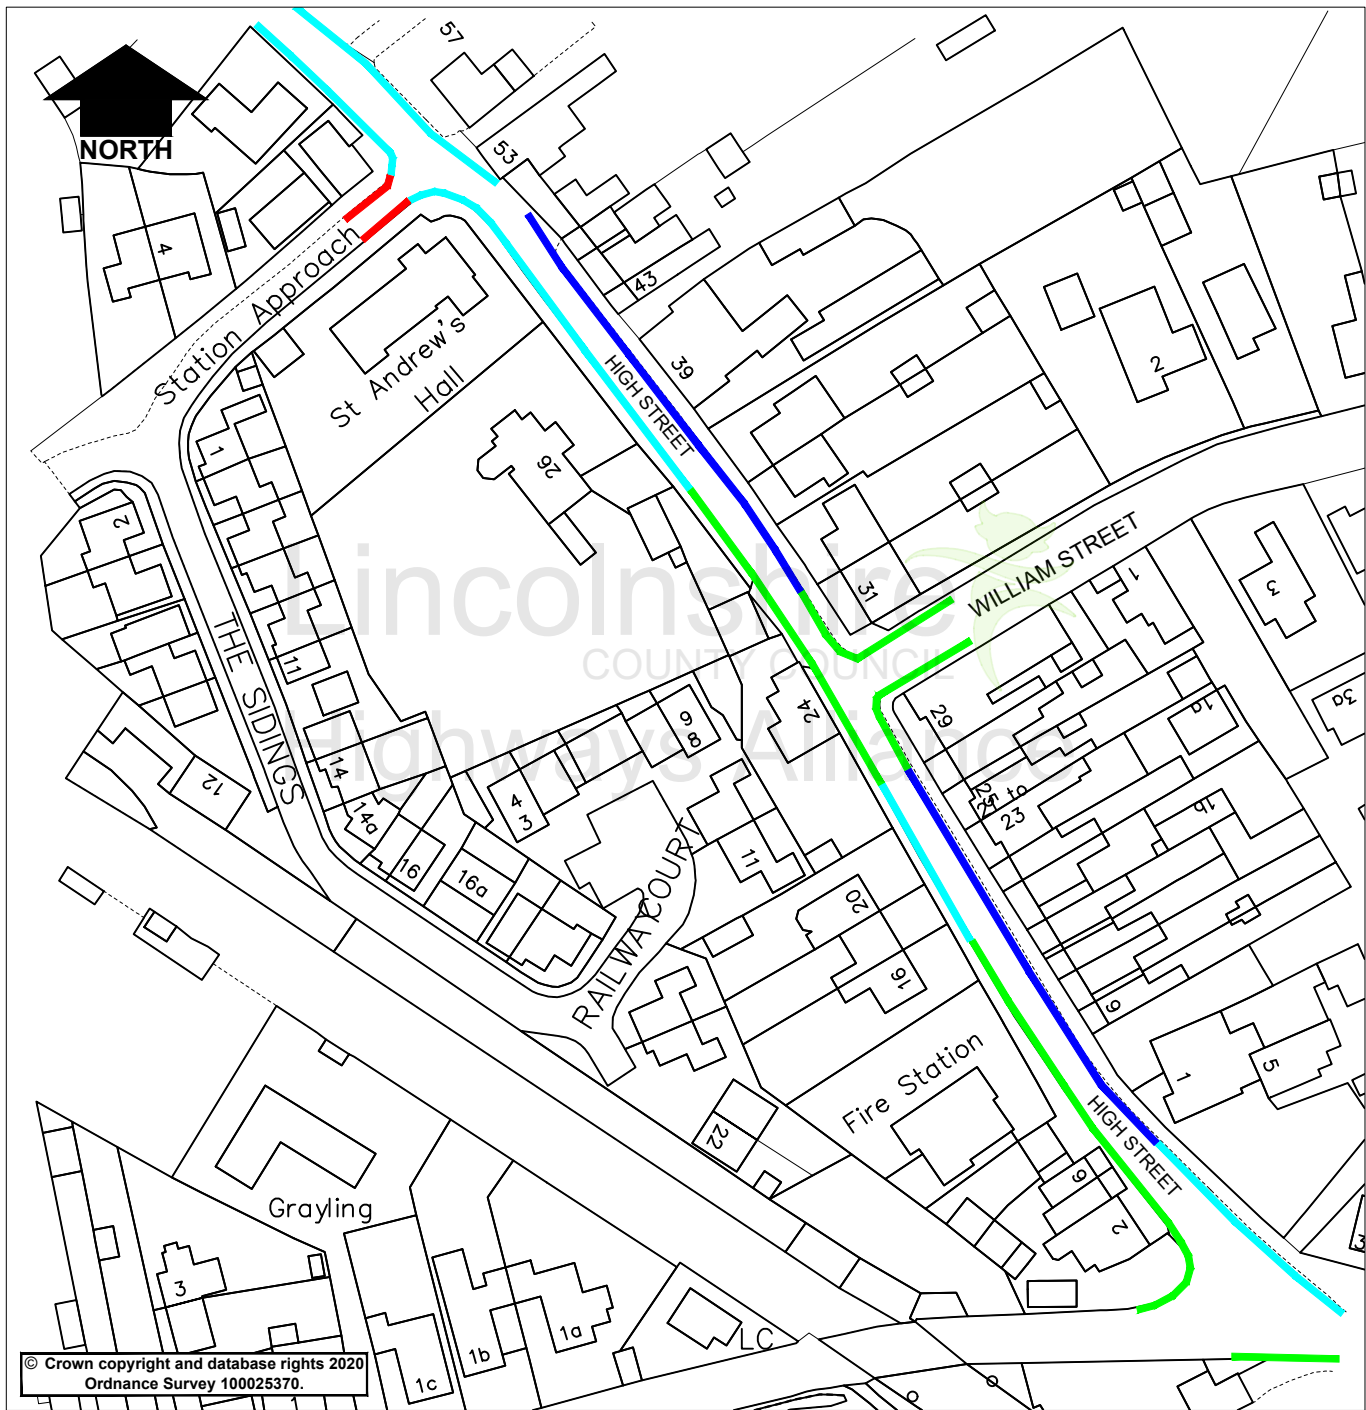 57
NORTH
53
4
Station Approach
43
39
HIGH STREET
St Andrew's
Hall
2
1
26
2
WILLIAM STREET
31
1
3
Lincolnshire
COUNTY COUNCIL
Highways Alliance
THE SIDINGS
11
24
6
8
29
1a
3a
14
12
4
3
14a
25 to
23
1b
16
16a
11
RAILWAY COURT
20
16
9
Fire Station
1
5
HIGH STREET
22
9
2
Grayling
3
3
1a
1b
1c
LC
1
© Crown copyright and database rights 2020
Ordnance Survey 100025370.